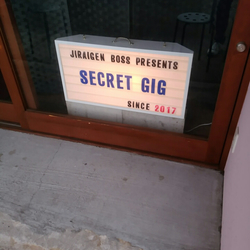 JIRAIGEN BOSS PRESENTS
SECRET GIG
SINCE 2017